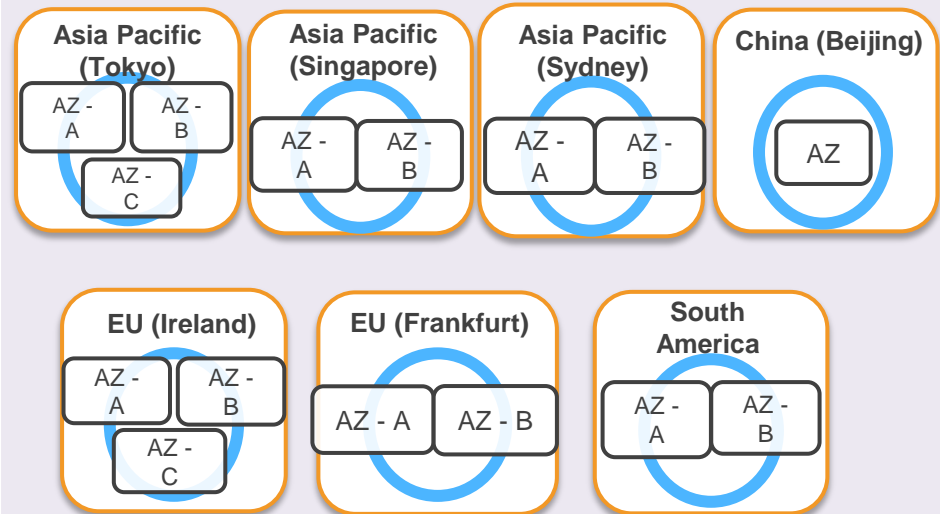 Asia Pacific
(Tokyo)
AZ -
A
AZ -
B
AZ -
C
Asia Pacific
(Singapore)
AZ -
A
AZ -
B
Asia Pacific
(Sydney)
AZ -
A
AZ -
B
China (Beijing)
AZ
EU (Ireland)
AZ -
A
AZ -
B
AZ -
C
EU (Frankfurt)
AZ - A
AZ - B
South
America
AZ -
A
AZ -
B